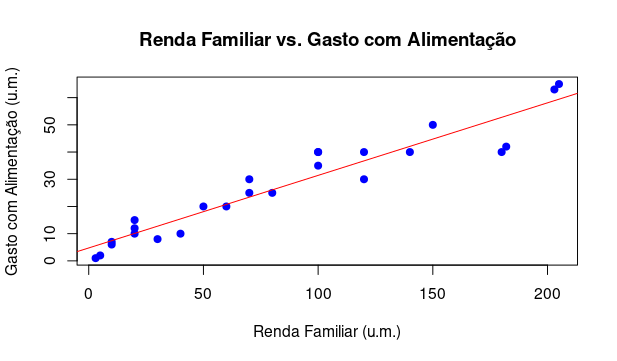 Renda Familiar vs. Gasto com Alimentação
Gasto com Alimentação (u.m.)
50
30
10
0
0 50 100 150 200
Renda Familiar (u.m.)